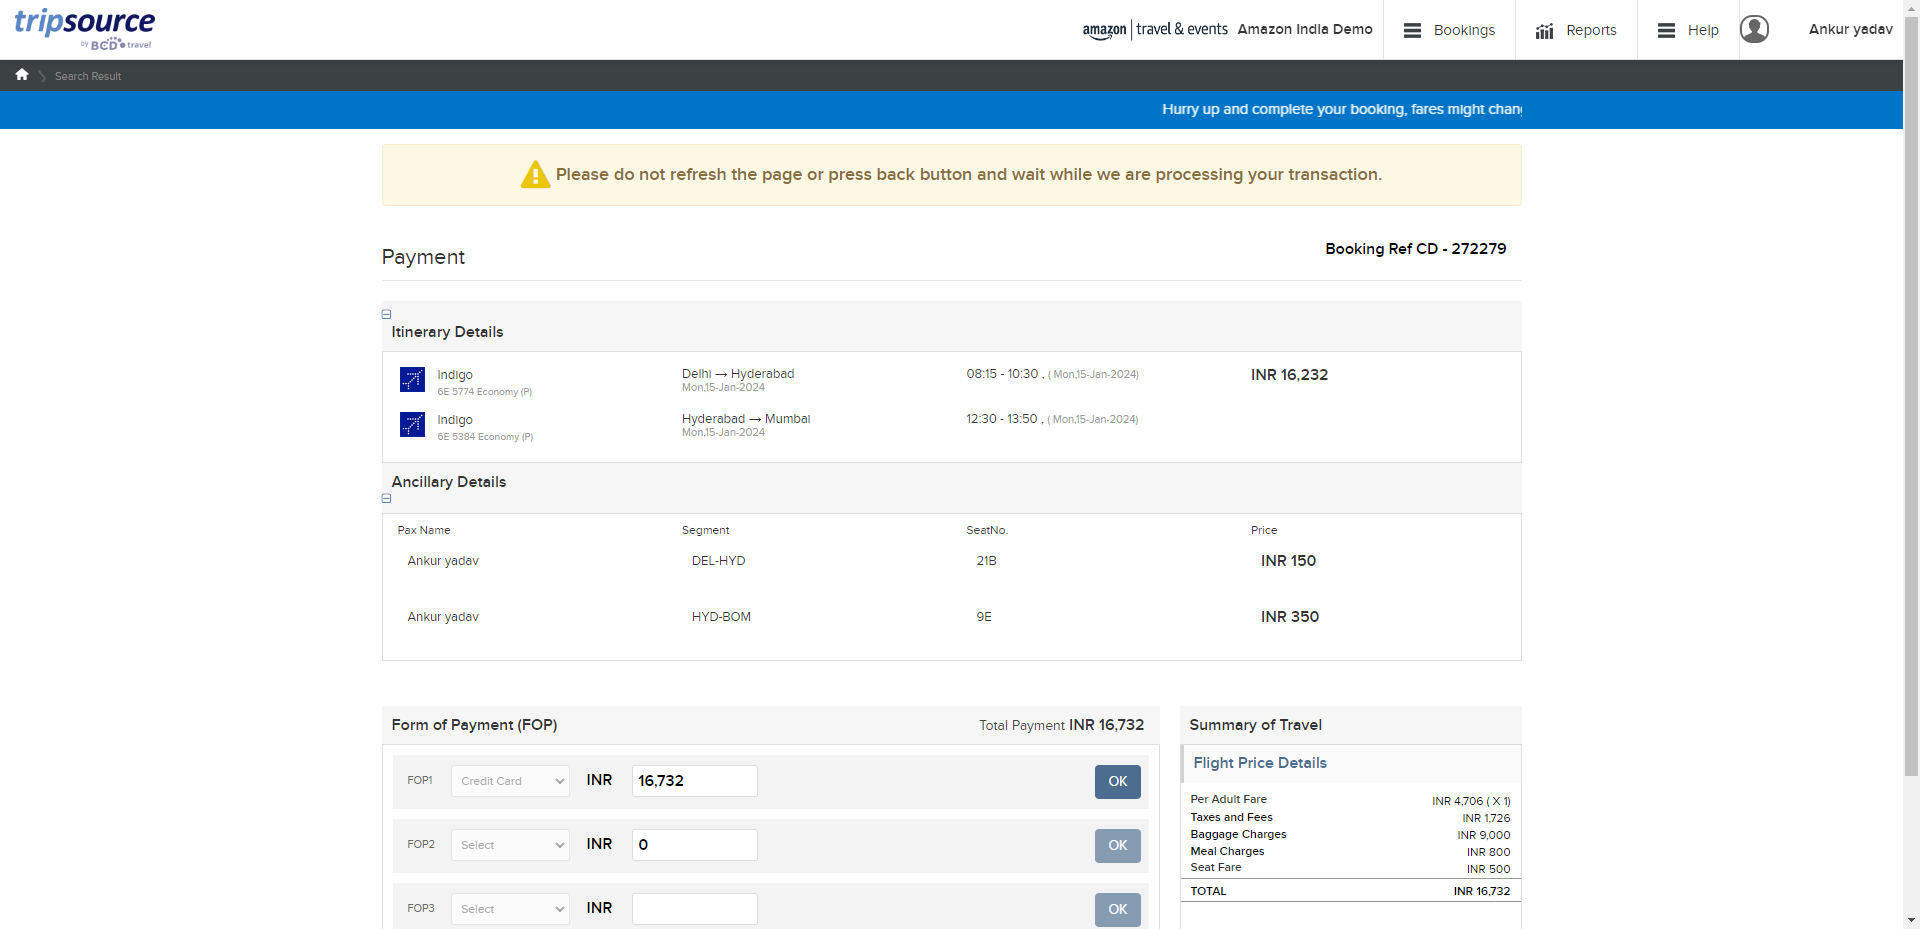 tripsource
by BCD travel
amazon | travel & events Amazon India Demo
Bookings
Reports
Help
Ankur yadav
Search Result
Hurry up and complete your booking, fares might chang
Please do not refresh the page or press back button and wait while we are processing your transaction.
Payment
Booking Ref CD - 272279
Itinerary Details
Indigo Delhi → Hyderabad 08:15 - 10:30 , ( Mon,15-Jan-2024) INR 16,232
6E 5774 Economy (P) Mon,15-Jan-2024
Indigo Hyderabad → Mumbai 12:30 - 13:50 , ( Mon,15-Jan-2024)
6E 5384 Economy (P) Mon,15-Jan-2024
Ancillary Details
Pax Name Segment SeatNo. Price
Ankur yadav DEL-HYD 21B INR 150
Ankur yadav HYD-BOM 9E INR 350
Form of Payment (FOP) Total Payment INR 16,732
FOP1 Credit Card INR 16,732 OK
FOP2 Select INR 0 OK
FOP3 Select INR OK
Summary of Travel
Flight Price Details
Per Adult Fare INR 4,706 ( X 1)
Taxes and Fees INR 1,726
Baggage Charges INR 9,000
Meal Charges INR 800
Seat Fare INR 500
TOTAL INR 16,732